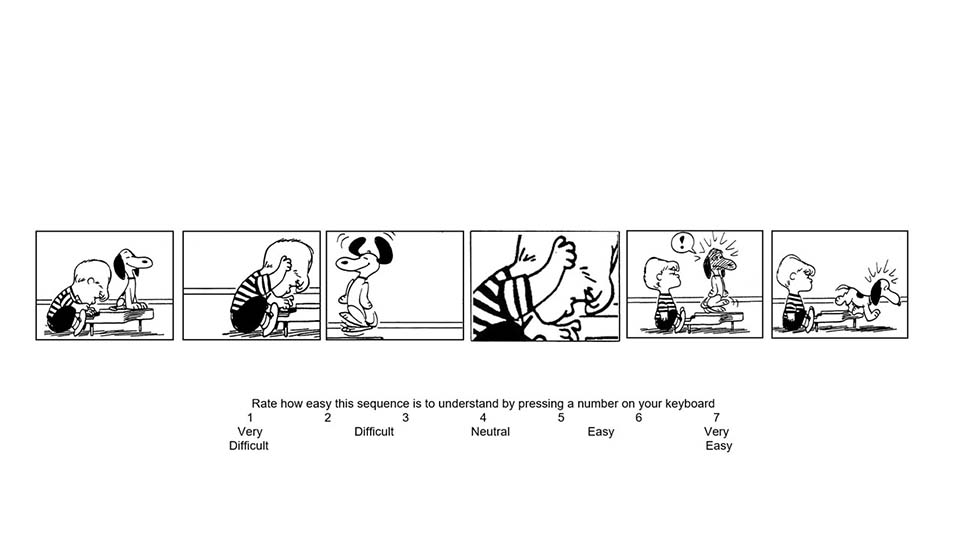 !
Rate how easy this sequence is to understand by pressing a number on your keyboard
1 2 3 4 5 6 7
Very Difficult Neutral Easy Very
Difficult Easy